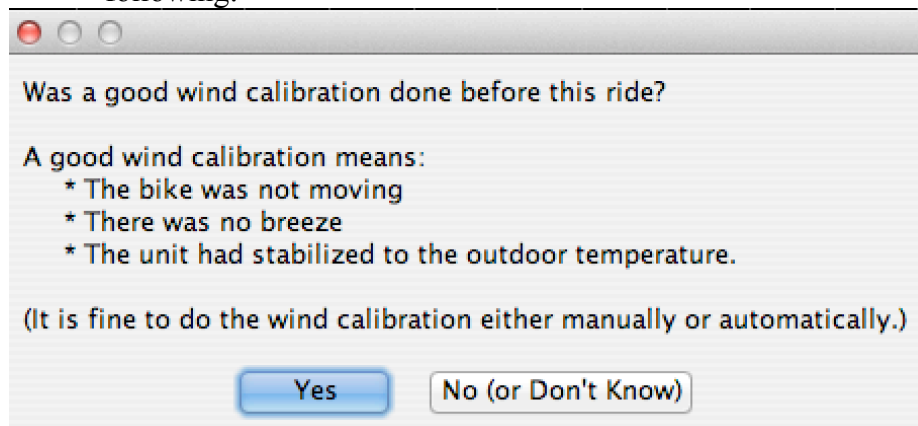 following.
Was a good wind calibration done before this ride?
A good wind calibration means:
* The bike was not moving
* There was no breeze
* The unit had stabilized to the outdoor temperature.
(It is fine to do the wind calibration either manually or automatically.)
Yes
No (or Don't Know)